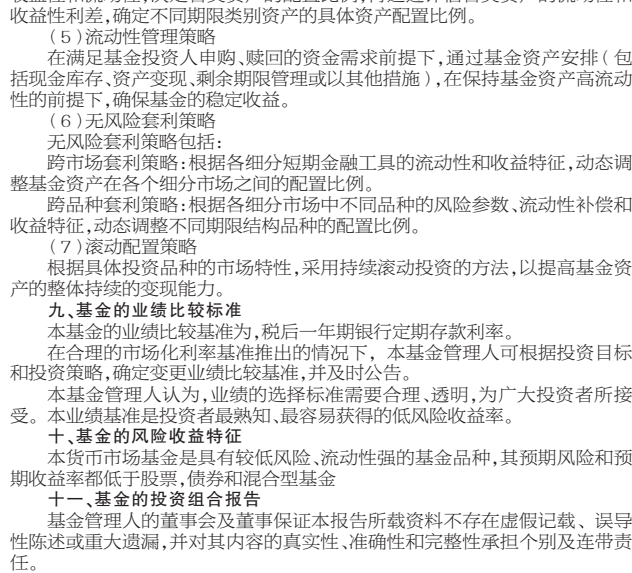 收益性利差,确定不同期限类别资产的具体资产配置比例。
(5)流动性管理策略
在满足基金投资人申购、赎回的资金需求前提下,通过基金资产安排(包
括现金库存、资产变现、剩余期限管理或以其他措施),在保持基金资产高流动
性的前提下,确保基金的稳定收益。
(6)无风险套利策略
无风险套利策略包括:
跨市场套利策略:根据各细分短期金融工具的流动性和收益特征,动态调
整基金资产在各个细分市场之间的配置比例。
跨品种套利策略:根据各细分市场中不同品种的风险参数、流动性补偿和
收益特征,动态调整不同期限结构品种的配置比例。
(7)滚动配置策略
根据具体投资品种的市场特性,采用持续滚动投资的方法,以提高基金资
产的整体持续的变现能力。
九、基金的业绩比较标准
本基金的业绩比较基准为,税后一年期银行定期存款利率。
在合理的市场化利率基准推出的情况下,本基金管理人可根据投资目标
和投资策略,确定变更业绩比较基准,并及时公告。
本基金管理人认为,业绩的选择标准需要合理、透明,为广大投资者所接
受。本业绩基准是投资者最熟知、最容易获得的低风险收益率。
十、基金的风险收益特征
本货币市场基金是具有较低风险、流动性强的基金品种,其预期风险和预
期收益率都低于股票,债券和混合型基金
十一、基金的投资组合报告
基金管理人的董事会及董事保证本报告所载资料不存在虚假记载、误导
性陈述或重大遗漏,并对其内容的真实性、准确性和完整性承担个别及连带责
任。